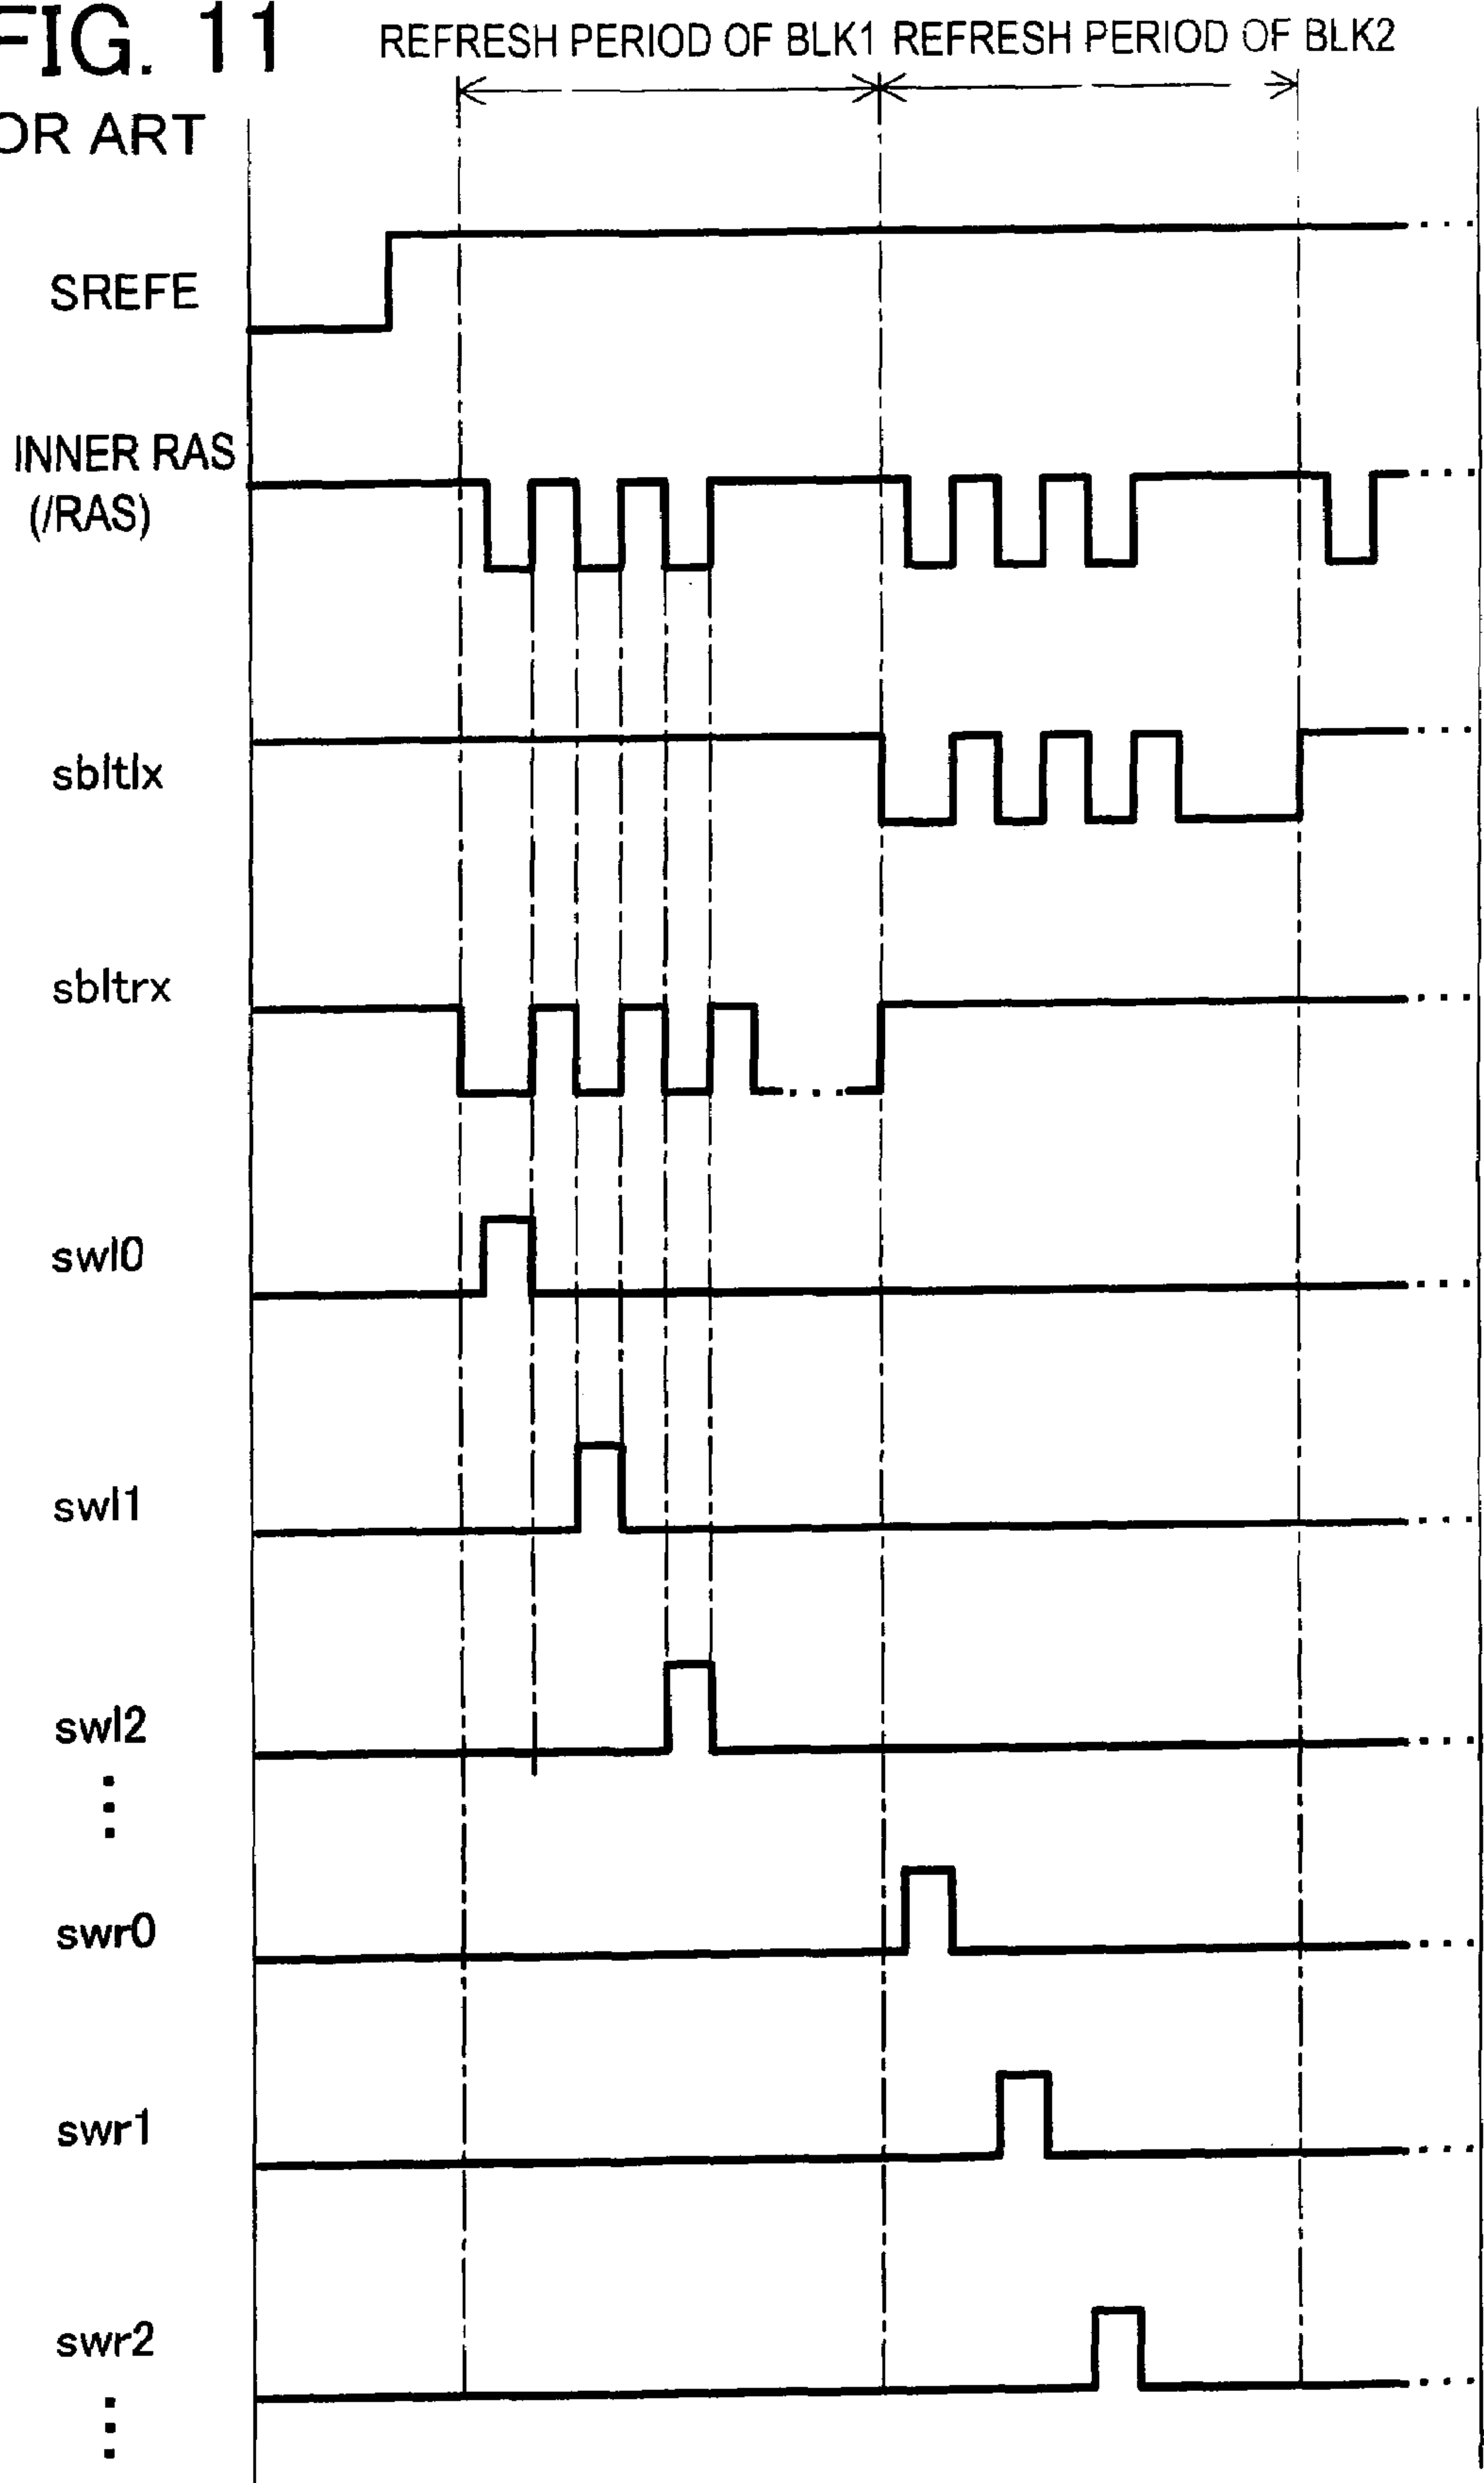 FIG. 11
OR ART
REFRESH PERIOD OF BLK1 REFRESH PERIOD OF BLK2
SREFE
INNER RAS
(/RAS)
sbltlx
sbltrx
swl0
swl1
swl2
swr0
swr1
swr2